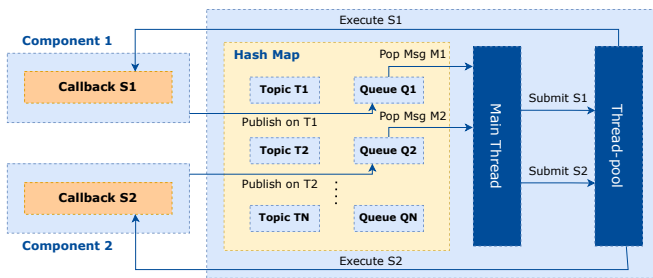 Execute S1
Component 1
Callback S1
Hash Map
Pop Msg M1
Topic T1
Queue Q1
Publish on T1
Pop Msg M2
Topic T2
Queue Q2
Publish on T2
Topic TN
Queue QN
Main Thread
Submit S1
Submit S2
Thread-pool
Callback S2
Component 2
Execute S2